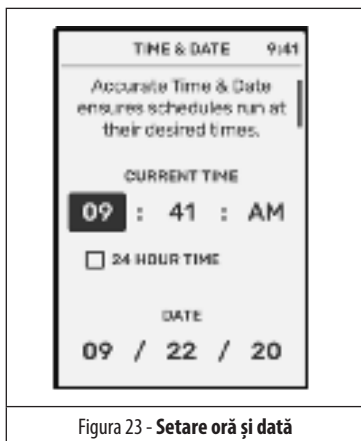 TIME & DATE 9:41
Accurate Time & Date
ensures schedules run at
their desired times.
CURRENT TIME
09 : 41 : AM
24 HOUR TIME
DATE
09 / 22 / 20
Figura 23 - Setare oră și dată